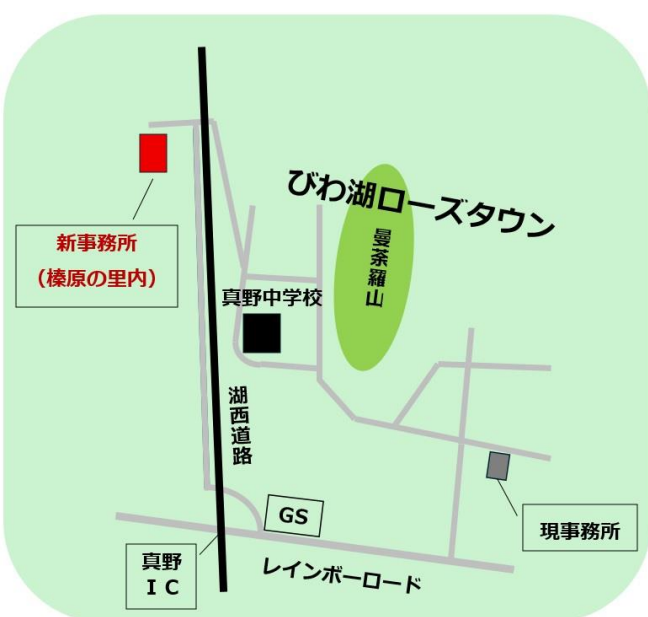 びわ湖ローズタウン
曼荼羅山
新事務所
（榛原の里内）
真野中学校
湖西道路
GS
現事務所
真野
ＩＣ
レインボーロード